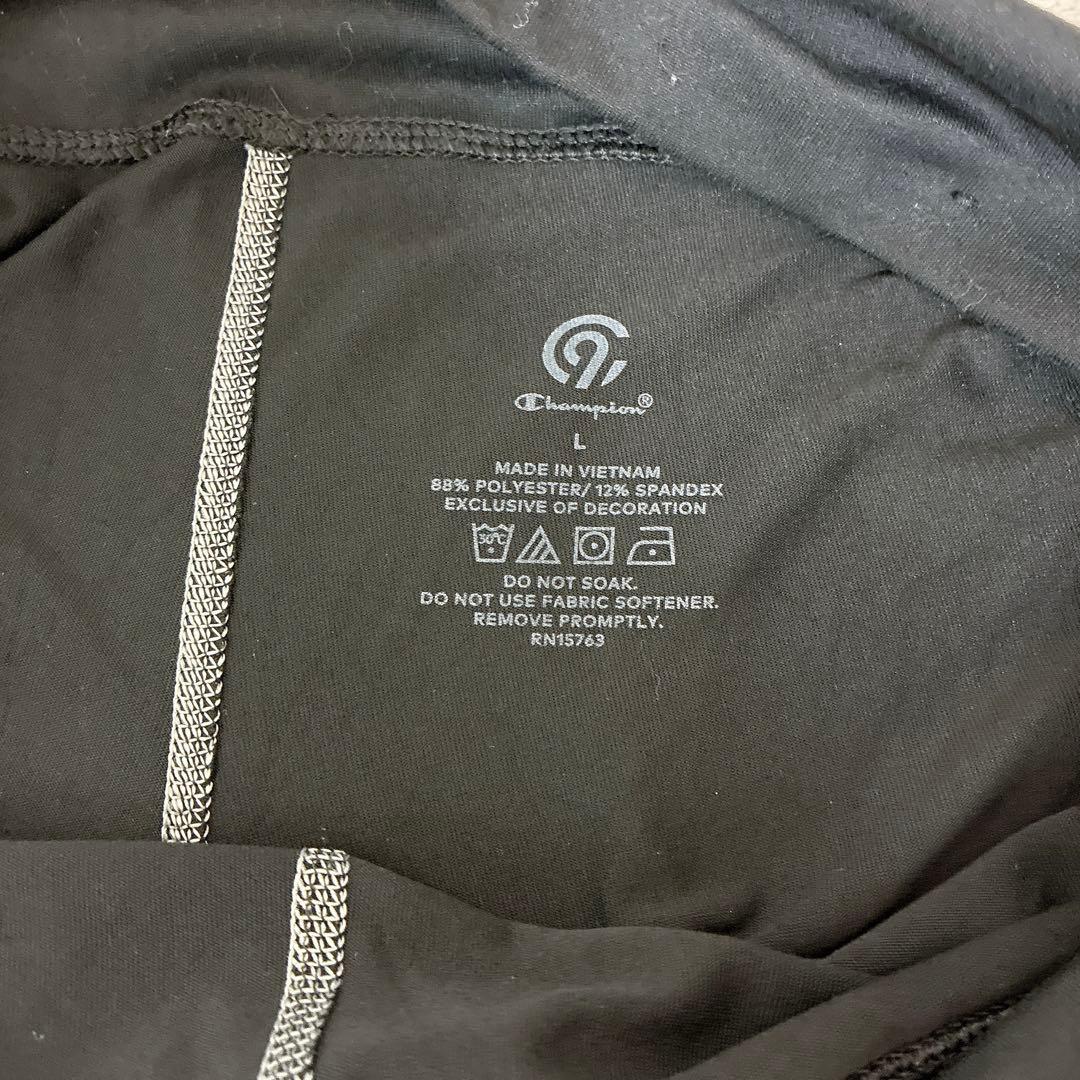 C9
Champion®
L
MADE IN VIETNAM
88% POLYESTER/ 12% SPANDEX
EXCLUSIVE OF DECORATION
30°C
DO NOT SOAK.
DO NOT USE FABRIC SOFTENER.
REMOVE PROMPTLY.
RN15763